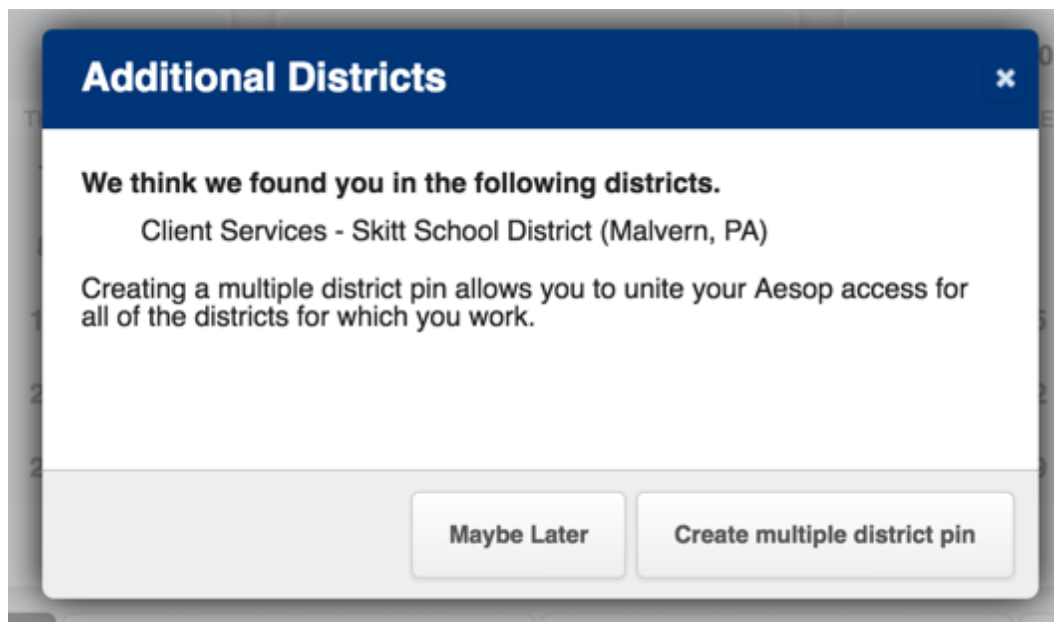 Additional Districts
We think we found you in the following districts.
Client Services - Skitt School District (Malvern, PA)
Creating a multiple district pin allows you to unite your Aesop access for
all of the districts for which you work.
Maybe Later
Create multiple district pin